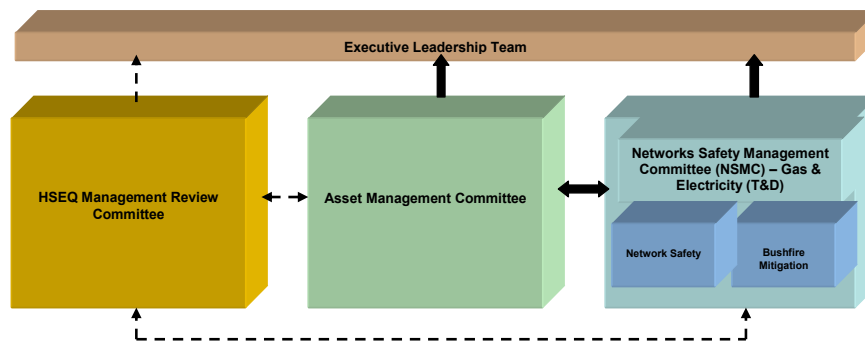 Executive Leadership Team
HSEQ Management Review
Committee
Asset Management Committee
Networks Safety Management
Committee (NSMC) – Gas &
Electricity (T&D)
Network Safety
Bushfire
Mitigation